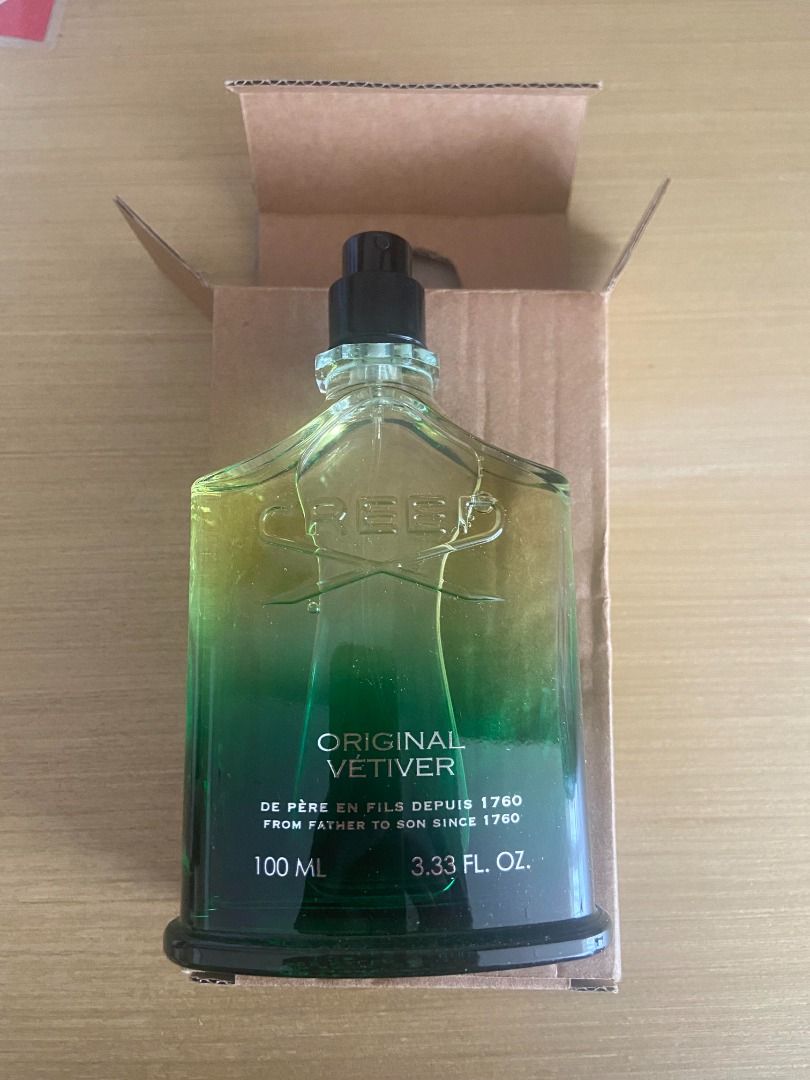 CREED
ORIGINAL
VÉTIVER
DE PÈRE EN FILS DEPUIS 1760
FROM FATHER TO SON SINCE 1760
100 ML 3.33 FL. OZ.